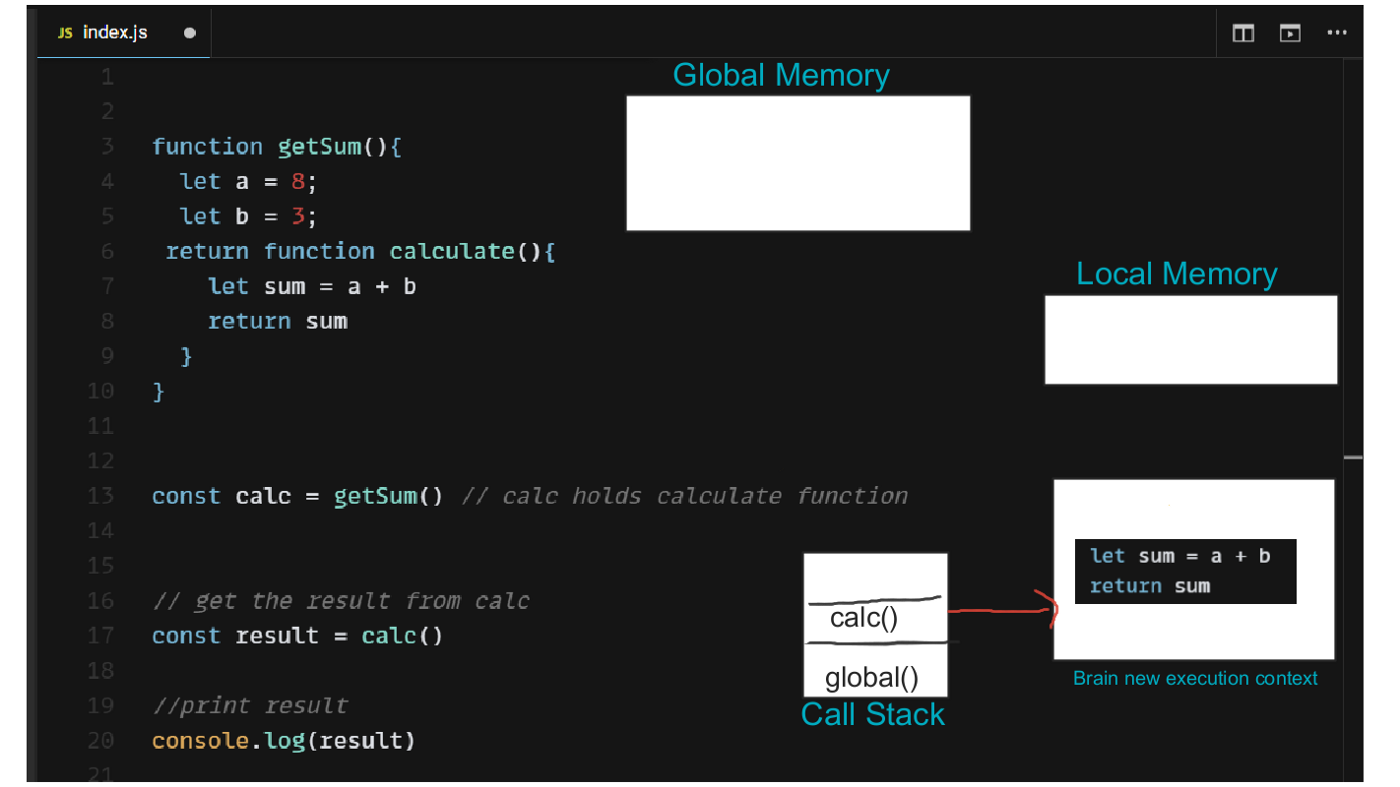 JS index.js
Global Memory
1
2
3 function getSum(){
4 let a = 8;
5 let b = 3;
6 return function calculate(){
Local Memory
7 let sum = a + b
8 return sum
9 }
10 }
11
12
13 const calc = getSum() // calc holds calculate function
14
15
let sum = a + b
return sum
16 // get the result from calc
17 const result = calc()
calc()
18
global()
Brain new execution context
19 //print result
Call Stack
20 console.log(result)
21